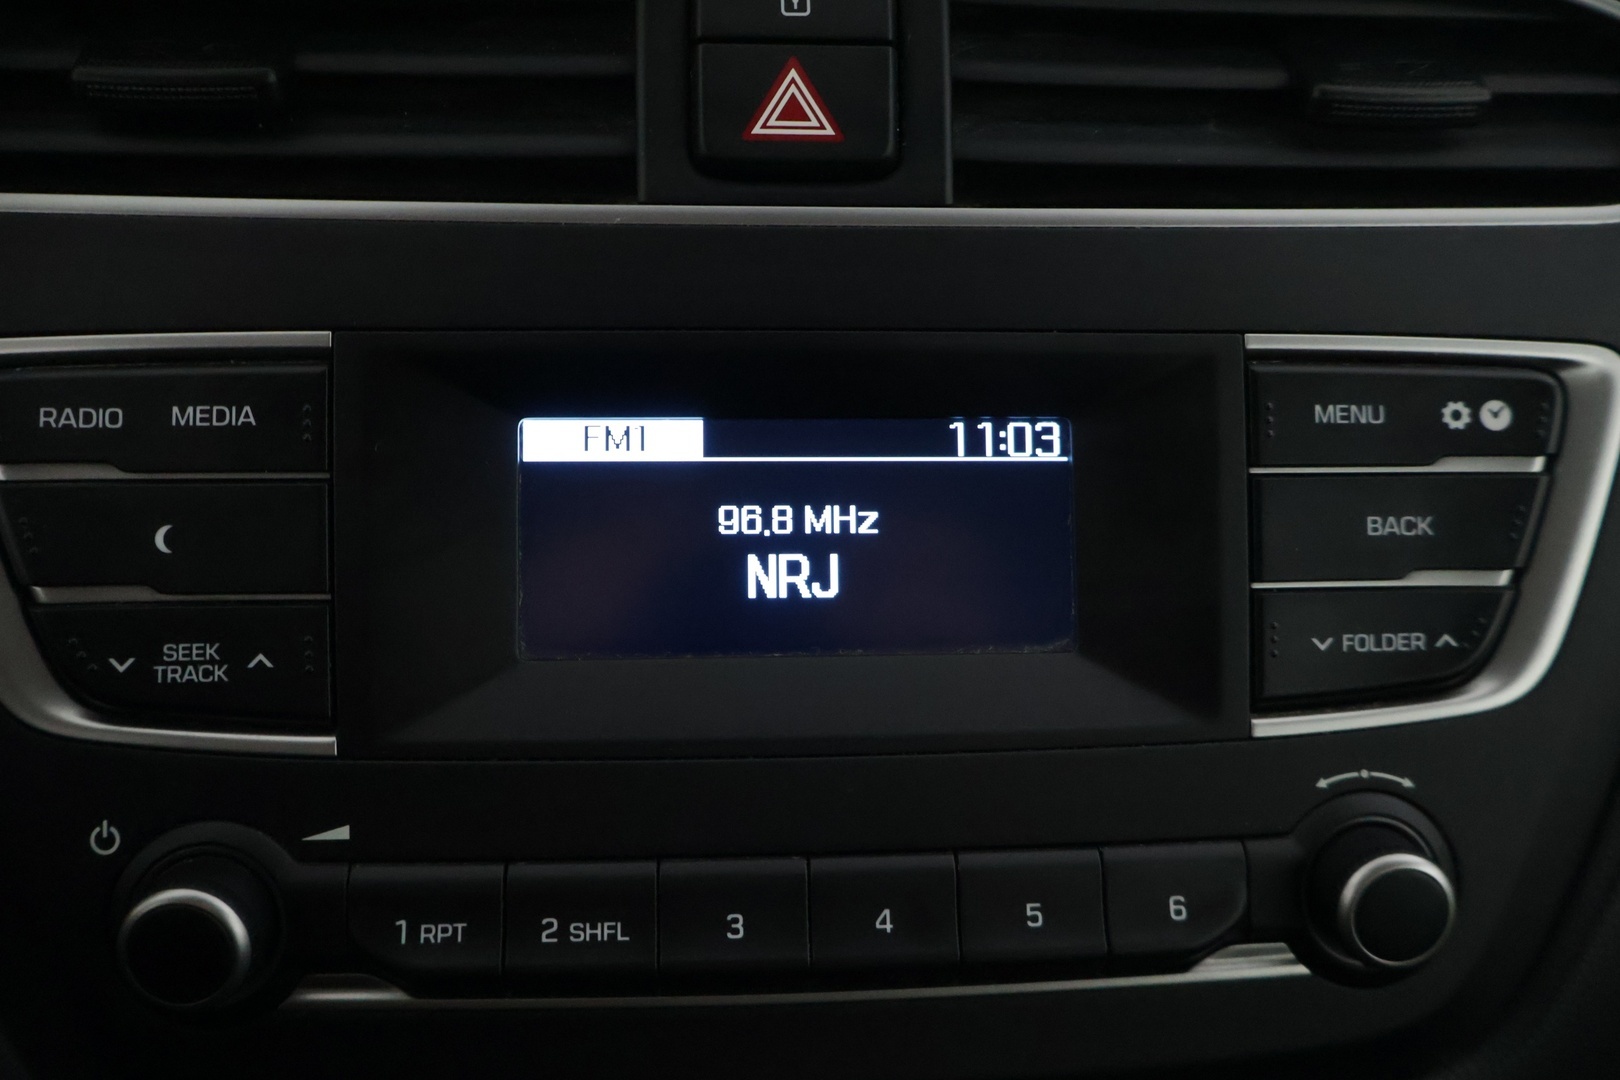 FM1 11:03
96.8 MHz
NRJ
RADIO MEDIA
SEEK
TRACK
MENU
BACK
FOLDER
1 RPT 2 SHFL 3 4 5 6